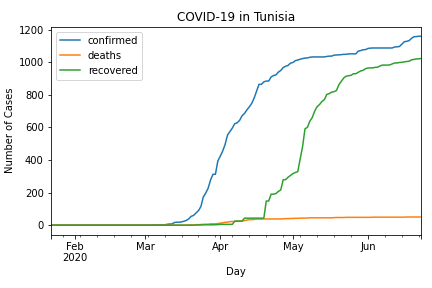 COVID-19 in Tunisia
confirmed
deaths
recovered
1200
1000
800
600
400
200
0
Number of Cases
Feb
2020
Mar
Apr
May
Jun
Day